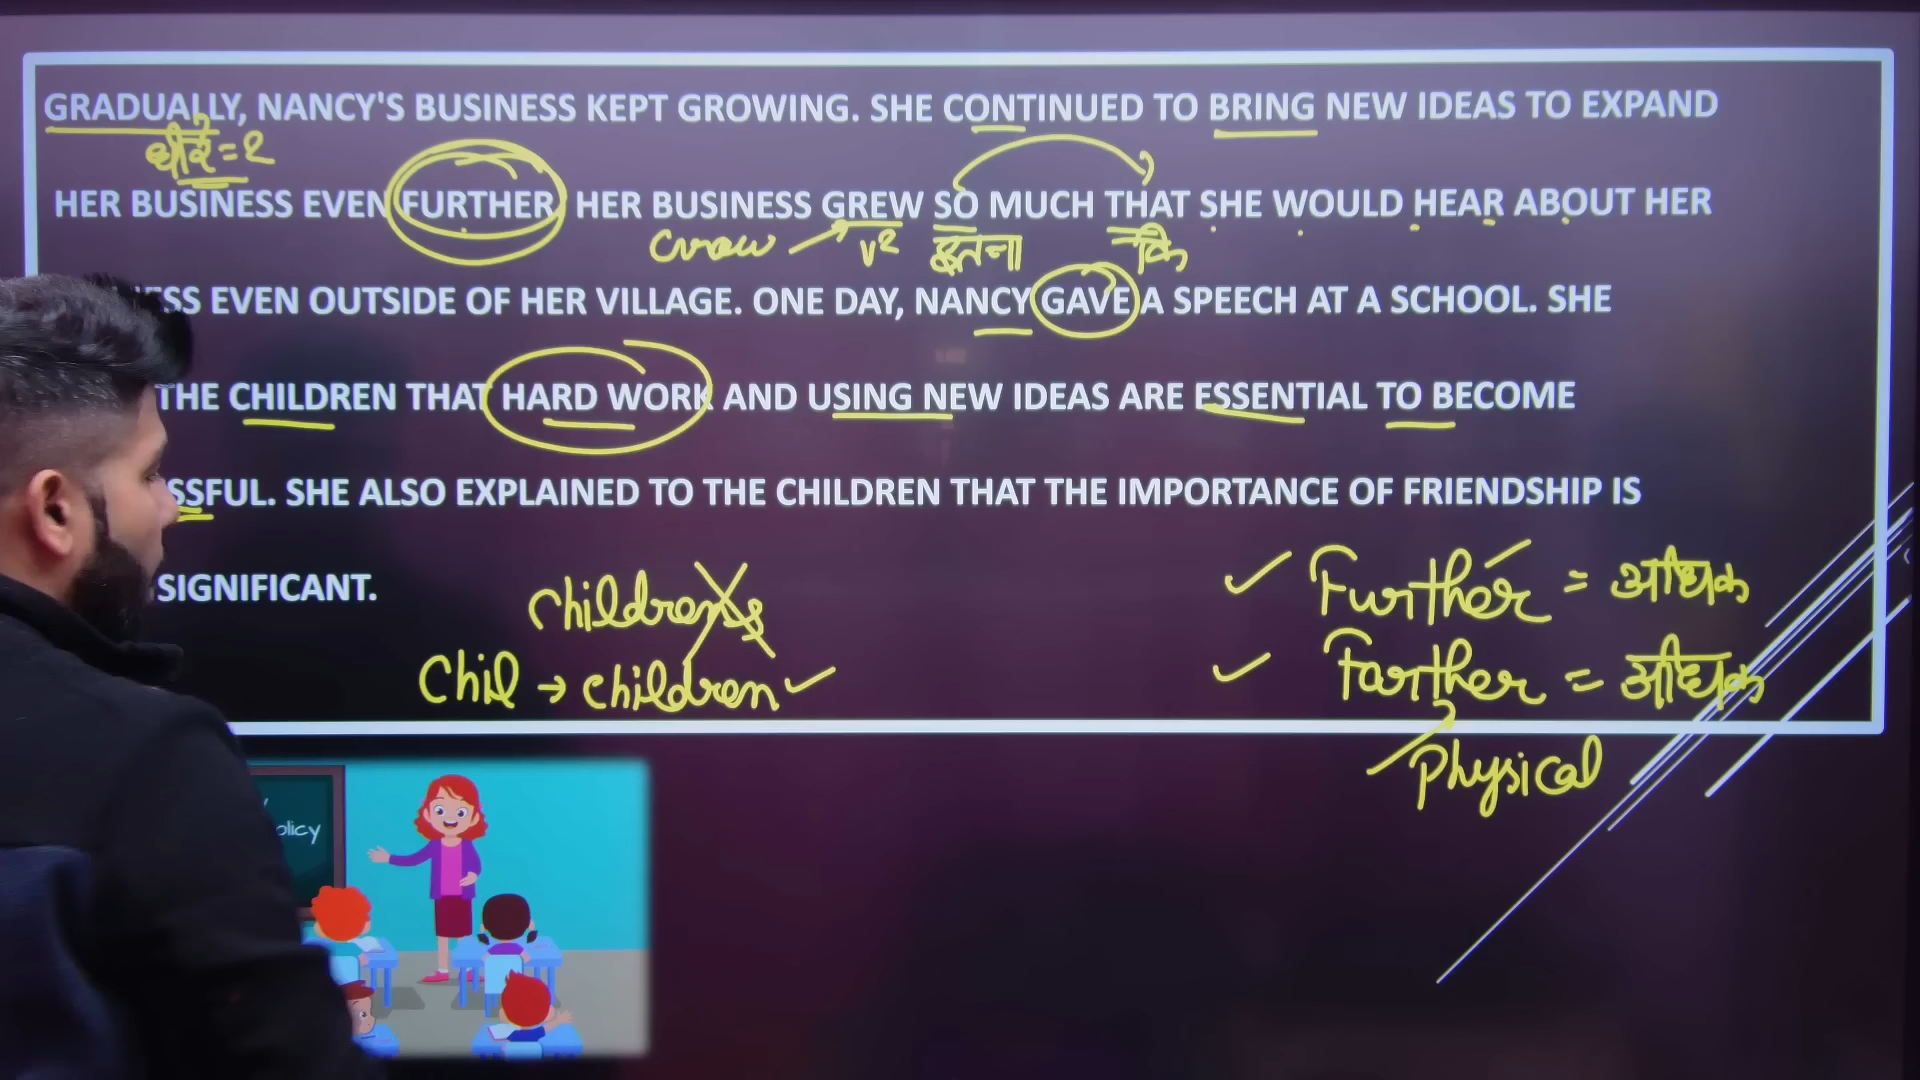 GRADUALLY, NANCY'S BUSINESS KEPT GROWING. SHE CONTINUED TO BRING NEW IDEAS TO EXPAND
धीरे = 2
HER BUSINESS EVEN FURTHER HER BUSINESS GREW SO MUCH THAT SHE WOULD HEAR ABOUT HER
V2 इतना कि
ESS EVEN OUTSIDE OF HER VILLAGE. ONE DAY, NANCY GAVE A SPEECH AT A SCHOOL. SHE
THE CHILDREN THAT HARD WORK AND USING NEW IDEAS ARE ESSENTIAL TO BECOME
SSFUL. SHE ALSO EXPLAINED TO THE CHILDREN THAT THE IMPORTANCE OF FRIENDSHIP IS
SIGNIFICANT.
Childrens
Chil → children ✓
✓ Further = अधिक
✓ Farther = अधिक
Physical
olicy